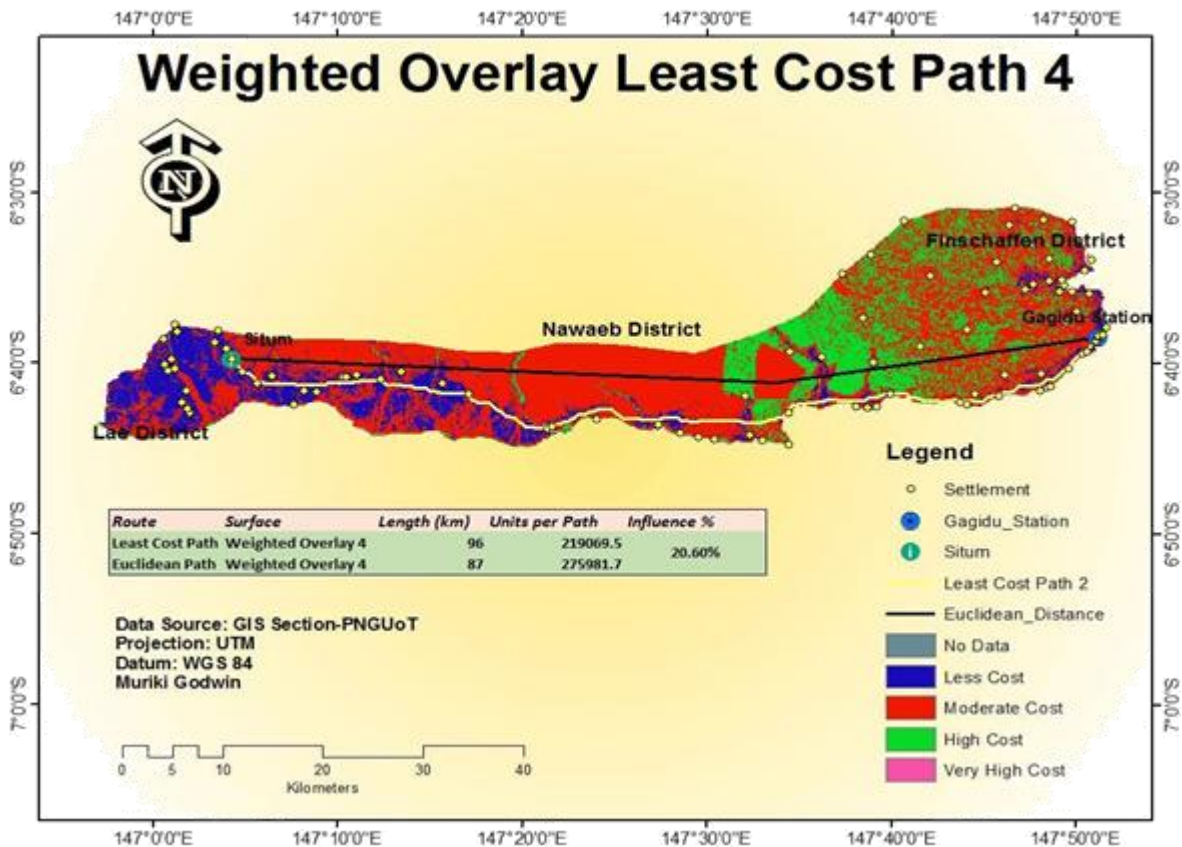 147°0'0"E 147°10'0"E 147°20'0"E 147°30'0"E 147°40'0"E 147°50'0"E
Weighted Overlay Least Cost Path 4
N
6°30'0"S 6°30'0"S
Finschaffen District
Gagidu Station
Nawaeb District
Situm
6°40'0"S 6°40'0"S
Lae District
Legend
Settlement
Gagidu_Station
Situm
Least Cost Path 2
Euclidean_Distance
No Data
Less Cost
Moderate Cost
High Cost
Very High Cost
Route Surface Length (km) Units per Path Influence %
Least Cost Path Weighted Overlay 4 96 219069.5 20.60%
Euclidean Path Weighted Overlay 4 87 275981.7
6°50'0"S 6°50'0"S
Data Source: GIS Section-PNGUoT
Projection: UTM
Datum: WGS 84
Muriki Godwin
7°0'0"S 7°0'0"S
0 5 10 20 30 40
Kilometers
147°0'0"E 147°10'0"E 147°20'0"E 147°30'0"E 147°40'0"E 147°50'0"E